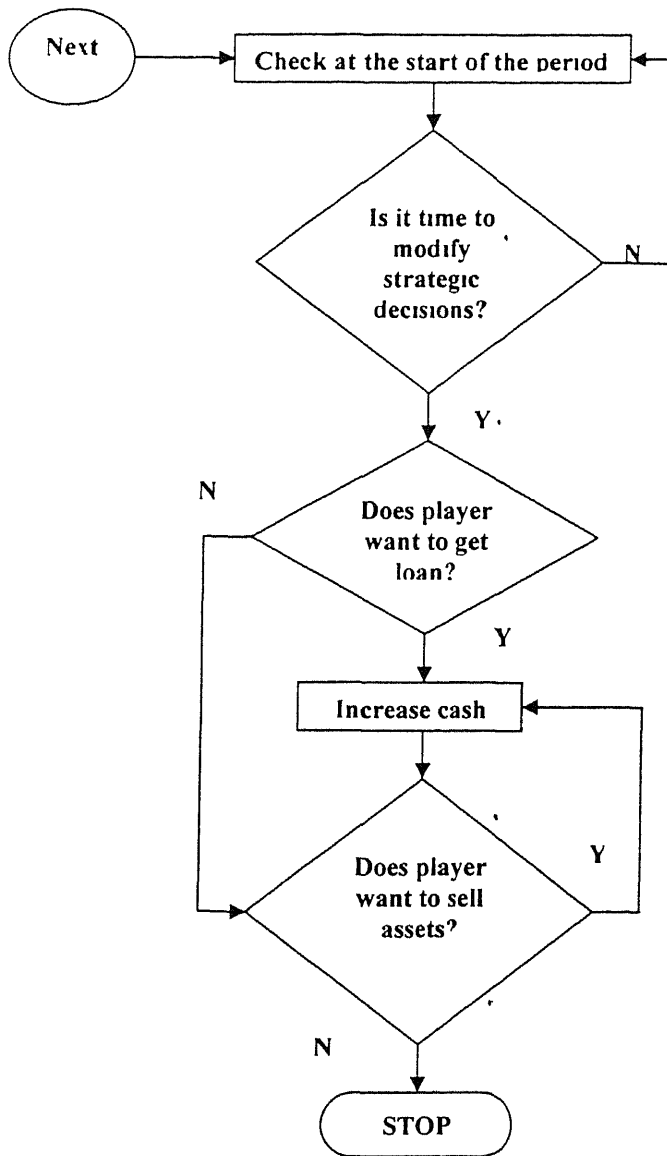 Next
Check at the start of the period
Is it time to
modify
strategic
decisions?
N
Y
N
Does player
want to get
loan?
Y
Increase cash
Does player
want to sell
assets?
Y
N
STOP